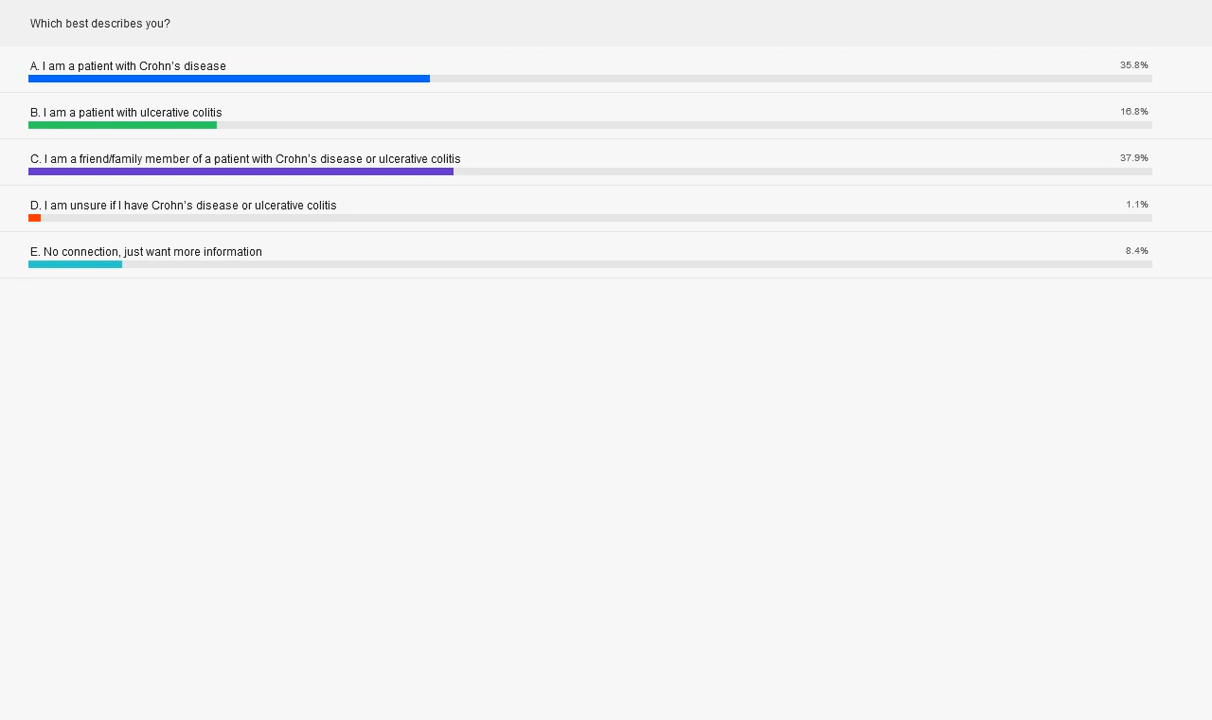 Which best describes you?
A. I am a patient with Crohn's disease
35.8%
B. I am a patient with ulcerative colitis
16.8%
C. I am a friend/family member of a patient with Crohn's disease or ulcerative colitis
37.9%
D. I am unsure if I have Crohn's disease or ulcerative colitis
1.1%
E. No connection, just want more information
8.4%